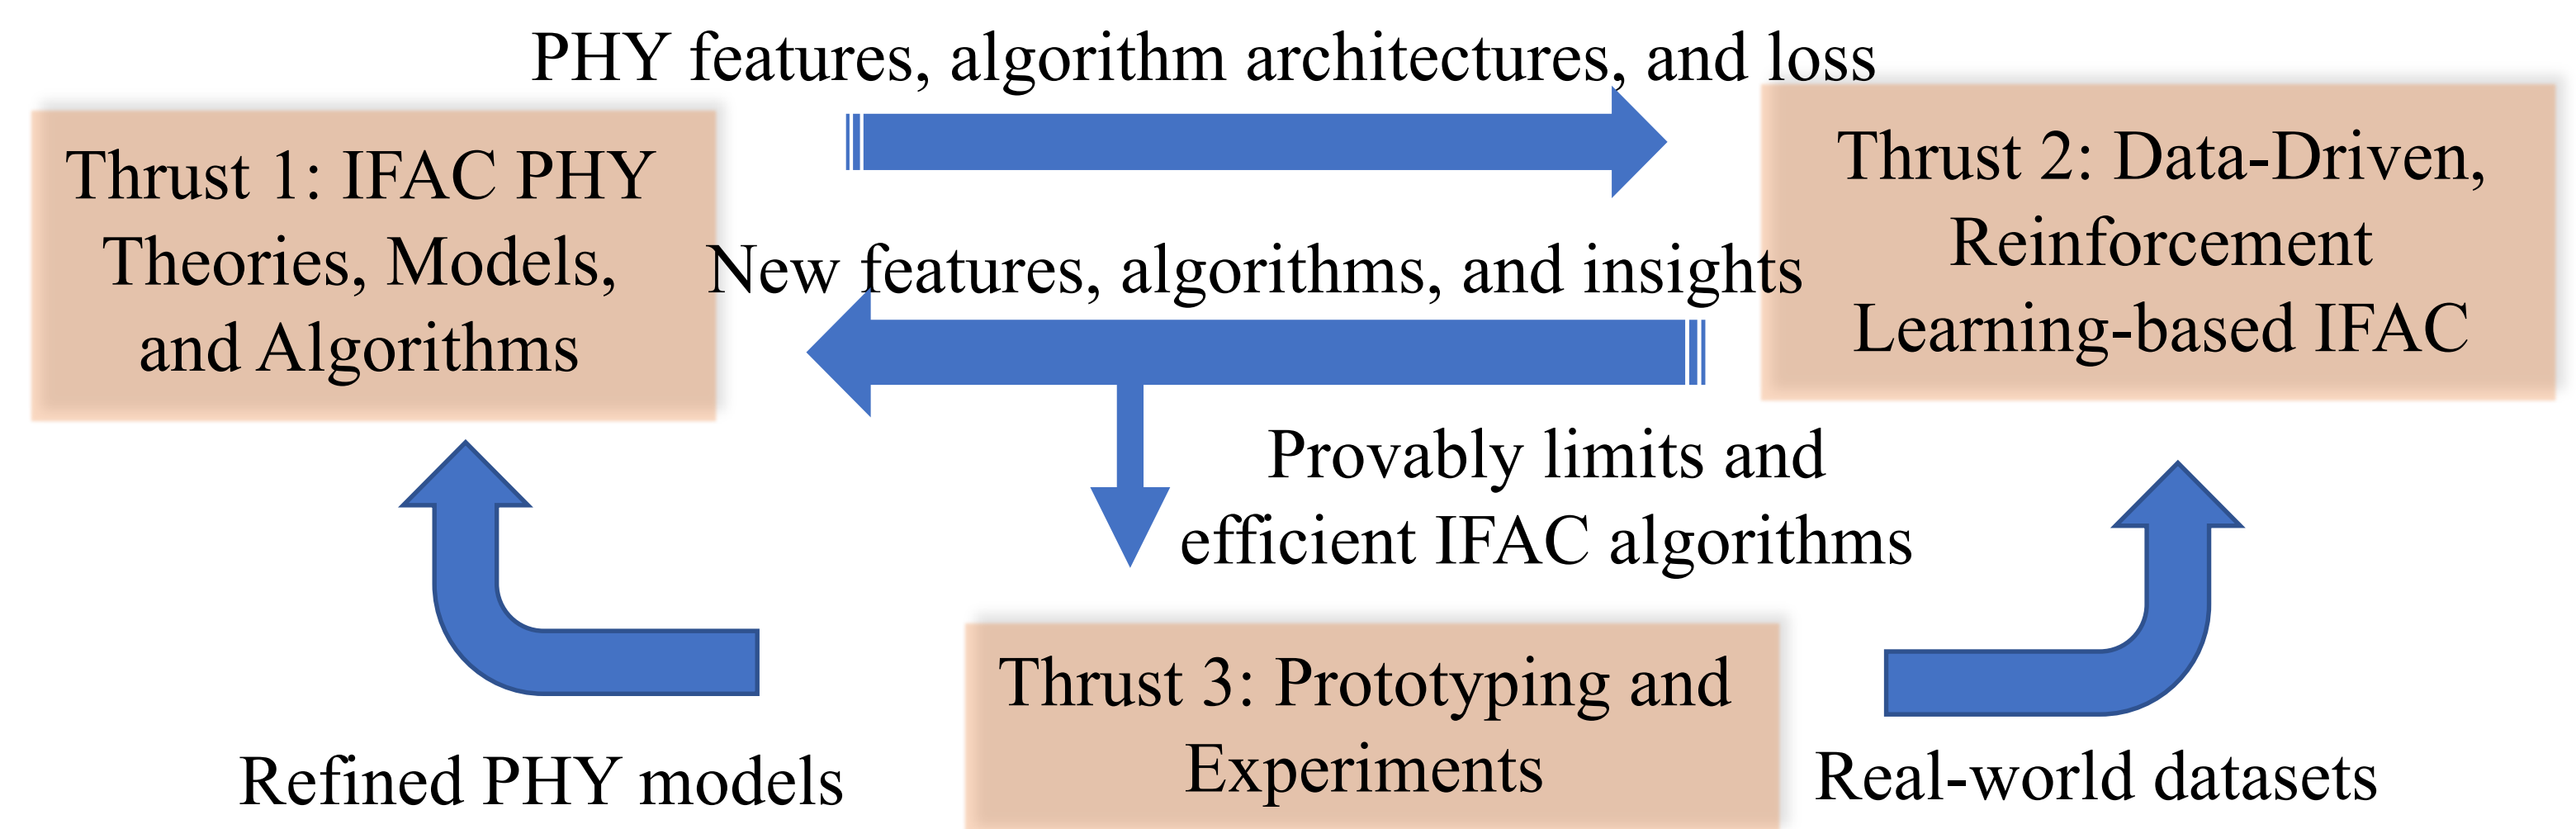 PHY features, algorithm architectures, and loss
Thrust 1: IFAC PHY
Theories, Models,
and Algorithms
Thrust 2: Data-Driven,
Reinforcement
Learning-based IFAC
New features, algorithms, and insights
Provably limits and
efficient IFAC algorithms
Thrust 3: Prototyping and
Experiments
Refined PHY models
Real-world datasets